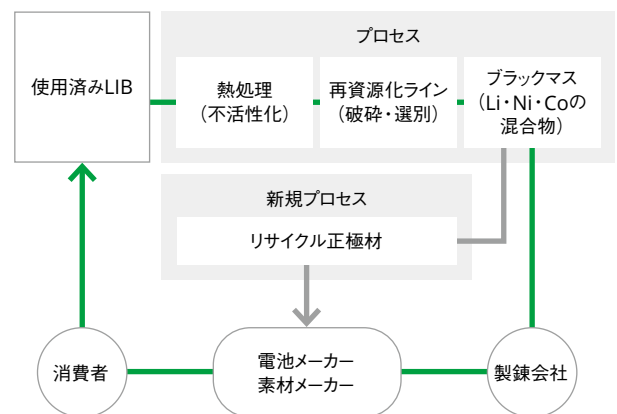 プロセス
使用済みLIB
熱処理
（不活性化）
再資源化ライン
（破砕・選別）
ブラックマス
（Li・Ni・Coの
混合物）
新規プロセス
リサイクル正極材
消費者
電池メーカー
素材メーカー
製錬会社